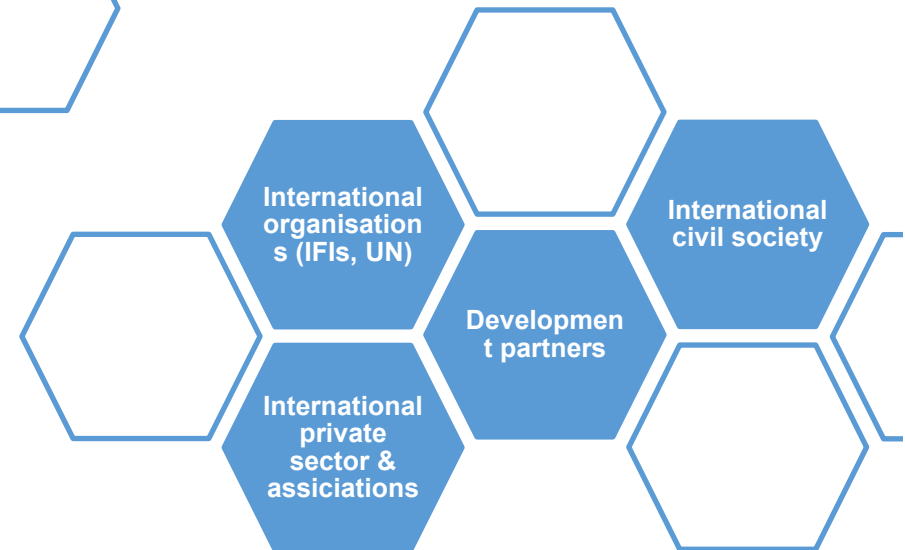 International
organisation
s (IFIs, UN)
International
civil society
Developmen
t partners
International
private
sector &
assiciations